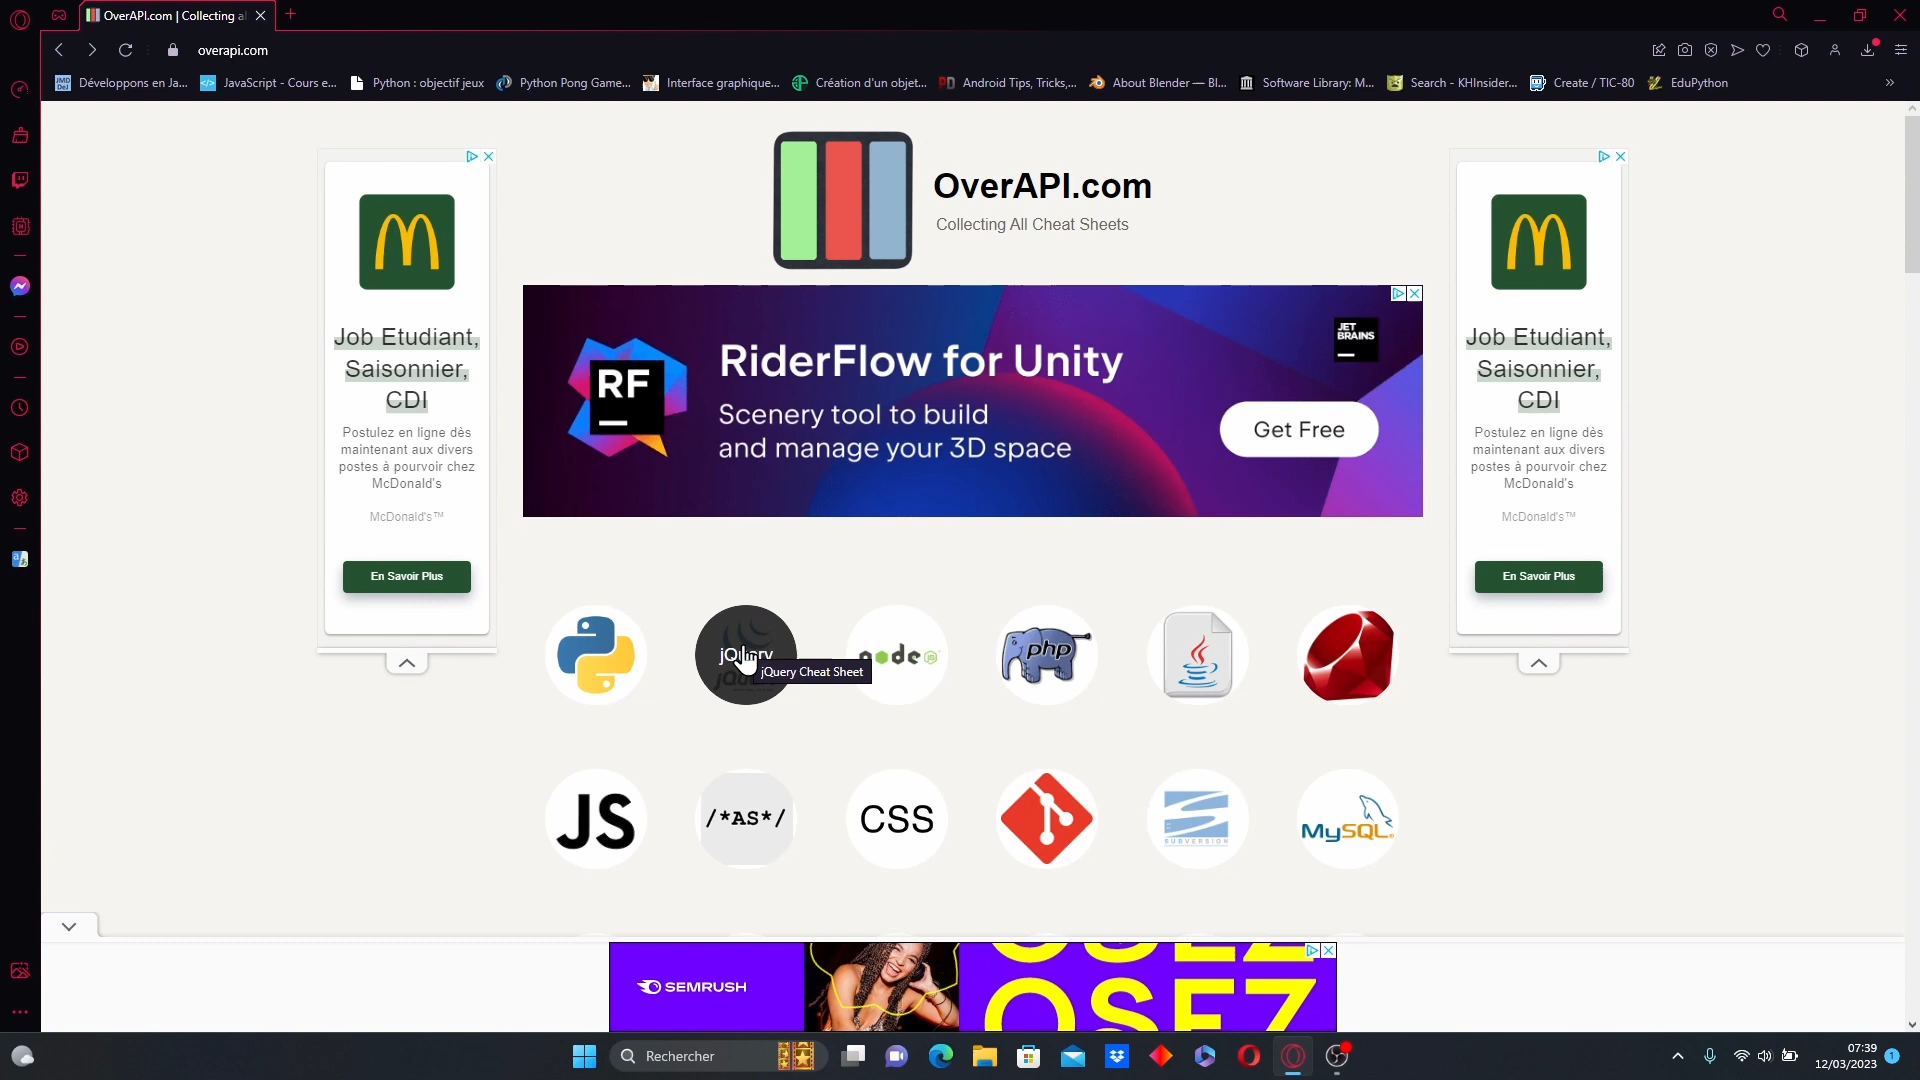 OverAPI.com | Collecting al
overapi.com
Développons en Ja...
JavaScript - Cours e...
Python : objectif jeux
Python Pong Game...
Interface graphique...
Création d'un objet...
Android Tips, Tricks,...
About Blender — Bl...
Software Library: M...
Search - KHInsider...
Create / TIC-80
EduPython
OverAPI.com
Collecting All Cheat Sheets
Job Etudiant,
Saisonnier,
CDI
Postulez en ligne dès
maintenant aux divers
postes à pourvoir chez
McDonald's
McDonald's™
En Savoir Plus
RF
RiderFlow for Unity
Scenery tool to build
and manage your 3D space
JET
BRAINS
Get Free
Job Etudiant,
Saisonnier,
CDI
Postulez en ligne dès
maintenant aux divers
postes à pourvoir chez
McDonald's
McDonald's™
En Savoir Plus
jQuery
jQuery Cheat Sheet
node
php
JS
/*AS*/
CSS
SUBVERSION
MySQL
SEMRUSH
OSEZ
OSEZ
Rechercher
07:39
12/03/2023
1